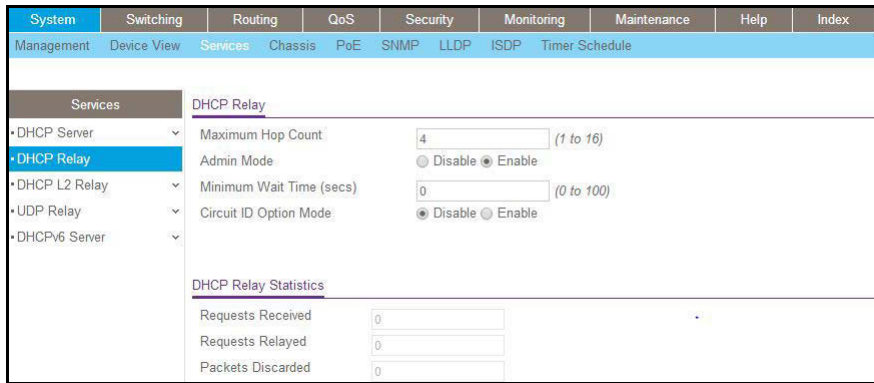 System Switching Routing QoS Security Monitoring Maintenance Help Index
Management Device View Services Chassis PoE SNMP LLDP ISDP Timer Schedule
Services
DHCP Server
DHCP Relay
DHCP L2 Relay
UDP Relay
DHCPv6 Server
DHCP Relay
Maximum Hop Count 4 (1 to 16)
Admin Mode Disable Enable
Minimum Wait Time (secs) 0 (0 to 100)
Circuit ID Option Mode Disable Enable
DHCP Relay Statistics
Requests Received 0
Requests Relayed 0
Packets Discarded 0